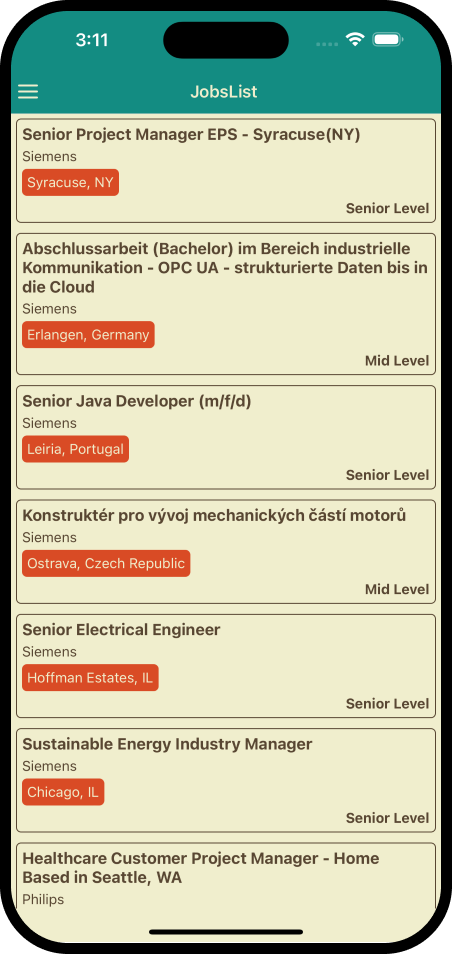 3:11
JobsList
Senior Project Manager EPS - Syracuse(NY)
Siemens
Syracuse, NY
Senior Level
Abschlussarbeit (Bachelor) im Bereich industrielle
Kommunikation - OPC UA - strukturierte Daten bis in
die Cloud
Siemens
Erlangen, Germany
Mid Level
Senior Java Developer (m/f/d)
Siemens
Leiria, Portugal
Senior Level
Konstruktér pro vývoj mechanických částí motorů
Siemens
Ostrava, Czech Republic
Mid Level
Senior Electrical Engineer
Siemens
Hoffman Estates, IL
Senior Level
Sustainable Energy Industry Manager
Siemens
Chicago, IL
Senior Level
Healthcare Customer Project Manager - Home
Based in Seattle, WA
Philips